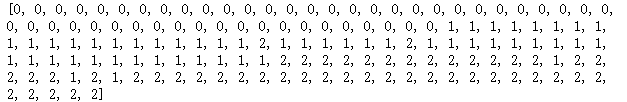 [0, 0, 0, 0, 0, 0, 0, 0, 0, 0, 0, 0, 0, 0, 0, 0, 0, 0, 0, 0, 0, 0, 0, 0, 0, 0, 0, 0, 0,
0, 0, 0, 0, 0, 0, 0, 0, 0, 0, 0, 0, 0, 0, 0, 0, 0, 0, 0, 0, 0, 1, 1, 1, 1, 1, 1, 1, 1,
1, 1, 1, 1, 1, 1, 1, 1, 1, 1, 1, 1, 2, 1, 1, 1, 1, 1, 1, 2, 1, 1, 1, 1, 1, 1, 1, 1, 1,
1, 1, 1, 1, 1, 1, 1, 1, 1, 1, 1, 1, 1, 2, 2, 2, 2, 2, 2, 2, 2, 2, 2, 2, 2, 2, 1, 2, 2,
2, 2, 2, 1, 2, 1, 2, 2, 2, 2, 2, 2, 2, 2, 2, 2, 2, 2, 2, 2, 2, 2, 2, 2, 2, 2, 2, 2, 2,
2, 2, 2, 2, 2]